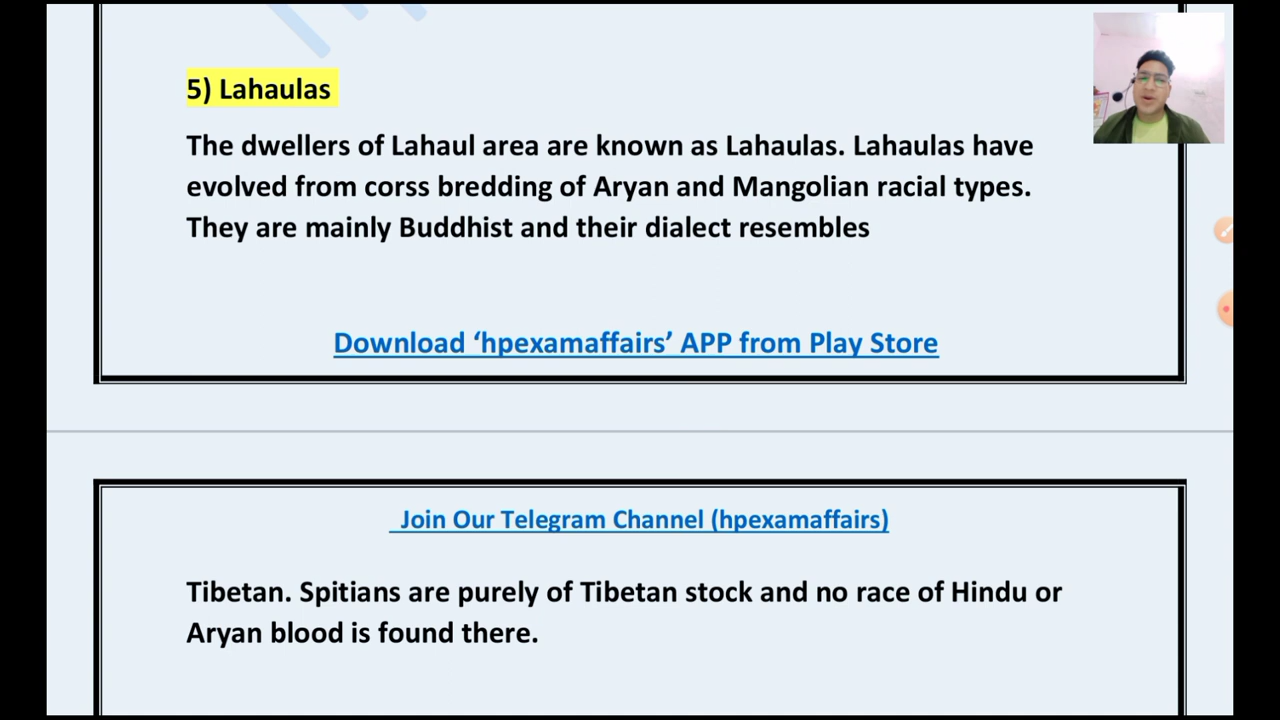 5) Lahaulas
The dwellers of Lahaul area are known as Lahaulas. Lahaulas have
evolved from corss bredding of Aryan and Mangolian racial types.
They are mainly Buddhist and their dialect resembles
Download ‘hpexamaffairs’ APP from Play Store
Join Our Telegram Channel (hpexamaffairs)
Tibetan. Spitians are purely of Tibetan stock and no race of Hindu or
Aryan blood is found there.